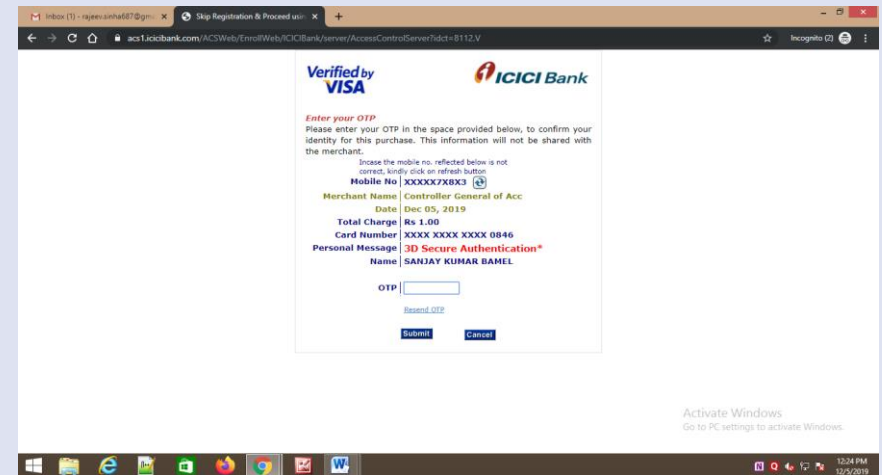 Inbox (1) - rajeev.sinha687@gm
Skip Registration & Proceed usin
acs1.icicibank.com/ACSWeb/EnrollWeb/ICICIBank/server/AccessControlServer?idct=8112.V
Incognito (2)
Verified by
VISA
ICICI Bank
Enter your OTP
Please enter your OTP in the space provided below, to confirm your
identity for this purchase. This information will not be shared with
the merchant.
Incase the mobile no. reflected below is not
correct, kindly click on refresh button
Mobile No XXXXX7X8X3
Merchant Name Controller General of Acc
Date Dec 05, 2019
Total Charge Rs 1.00
Card Number XXXX XXXX XXXX 0846
Personal Message 3D Secure Authentication*
Name SANJAY KUMAR BAMEL
OTP
Resend OTP
Submit Cancel
Activate Windows
Go to PC settings to activate Windows.
12:24 PM
12/5/2019